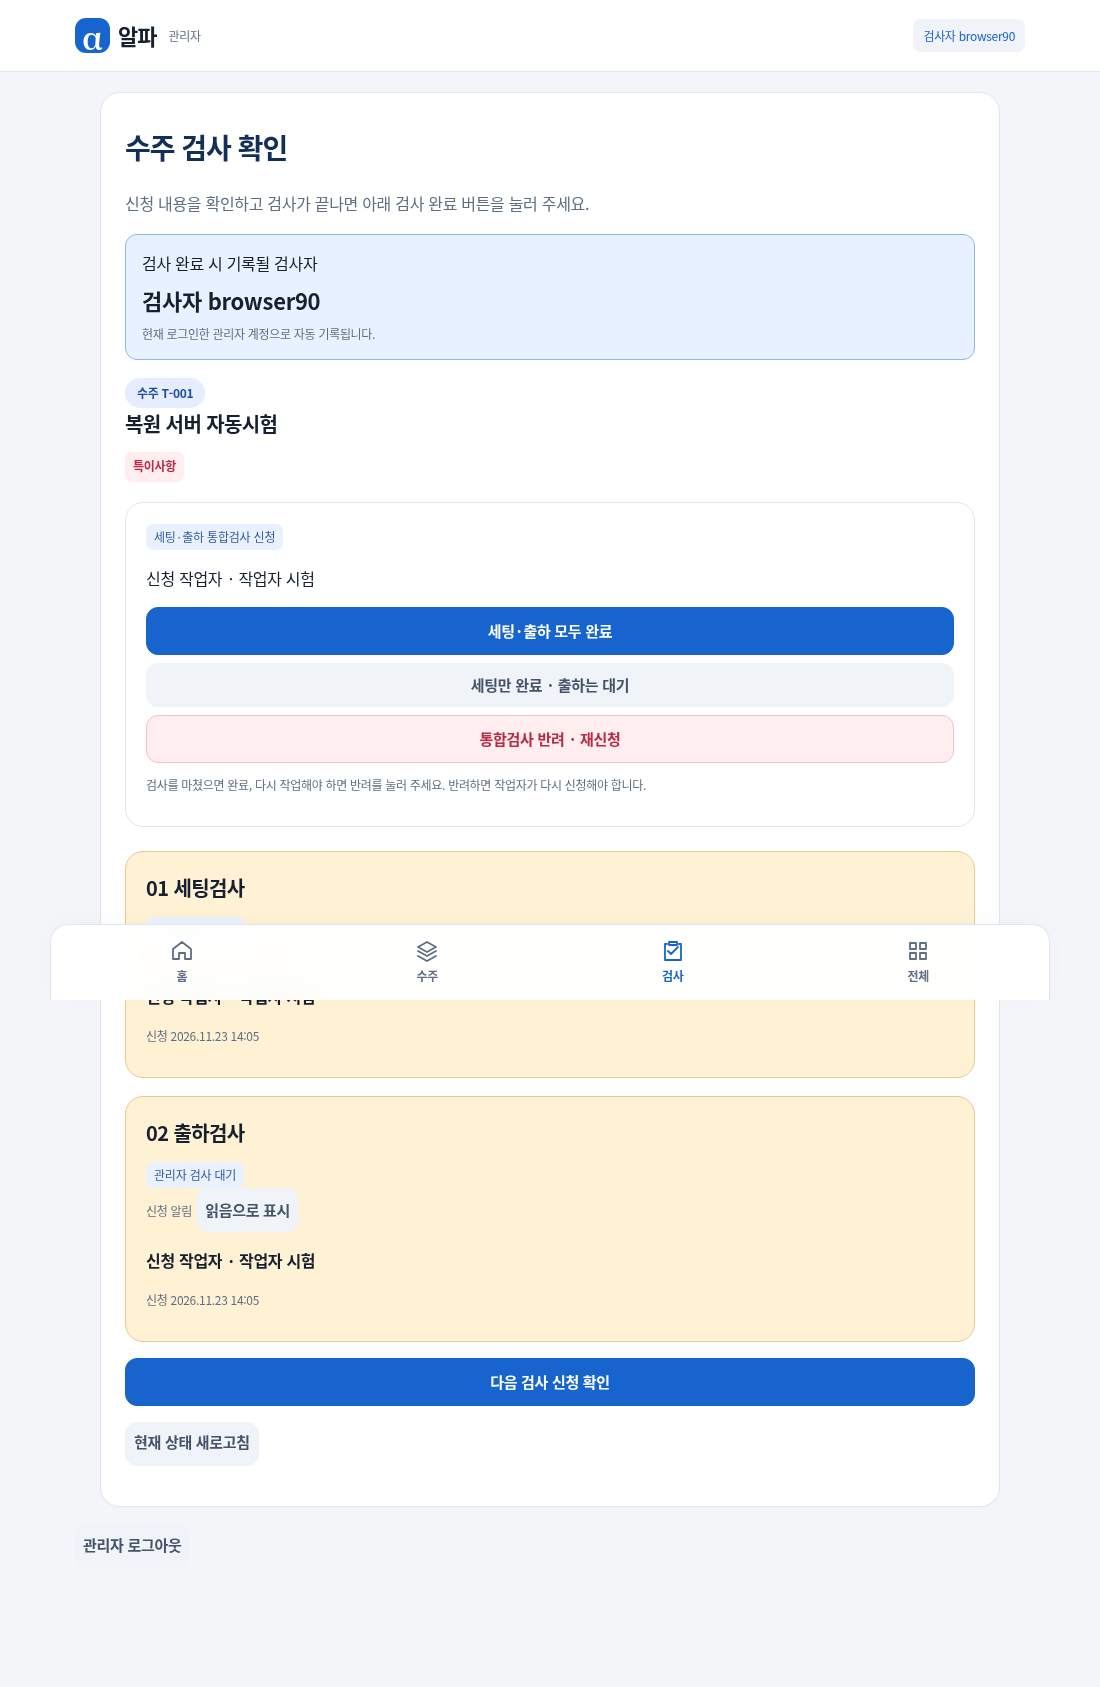 α 알파 관리자
검사자 browser90
수주 검사 확인
신청 내용을 확인하고 검사가 끝나면 아래 검사 완료 버튼을 눌러 주세요.
검사 완료 시 기록될 검사자
검사자 browser90
현재 로그인한 관리자 계정으로 자동 기록됩니다.
수주 T-001
복원 서버 자동시험
특이사항
세팅·출하 통합검사 신청
신청 작업자 · 작업자 시험
세팅·출하 모두 완료
세팅만 완료 · 출하는 대기
통합검사 반려 · 재신청
검사를 마쳤으면 완료, 다시 작업해야 하면 반려를 눌러 주세요. 반려하면 작업자가 다시 신청해야 합니다.
01 세팅검사
홈
수주
검사
전체
신청 2026.11.23 14:05
02 출하검사
관리자 검사 대기
신청 알림 읽음으로 표시
신청 작업자 · 작업자 시험
신청 2026.11.23 14:05
다음 검사 신청 확인
현재 상태 새로고침
관리자 로그아웃